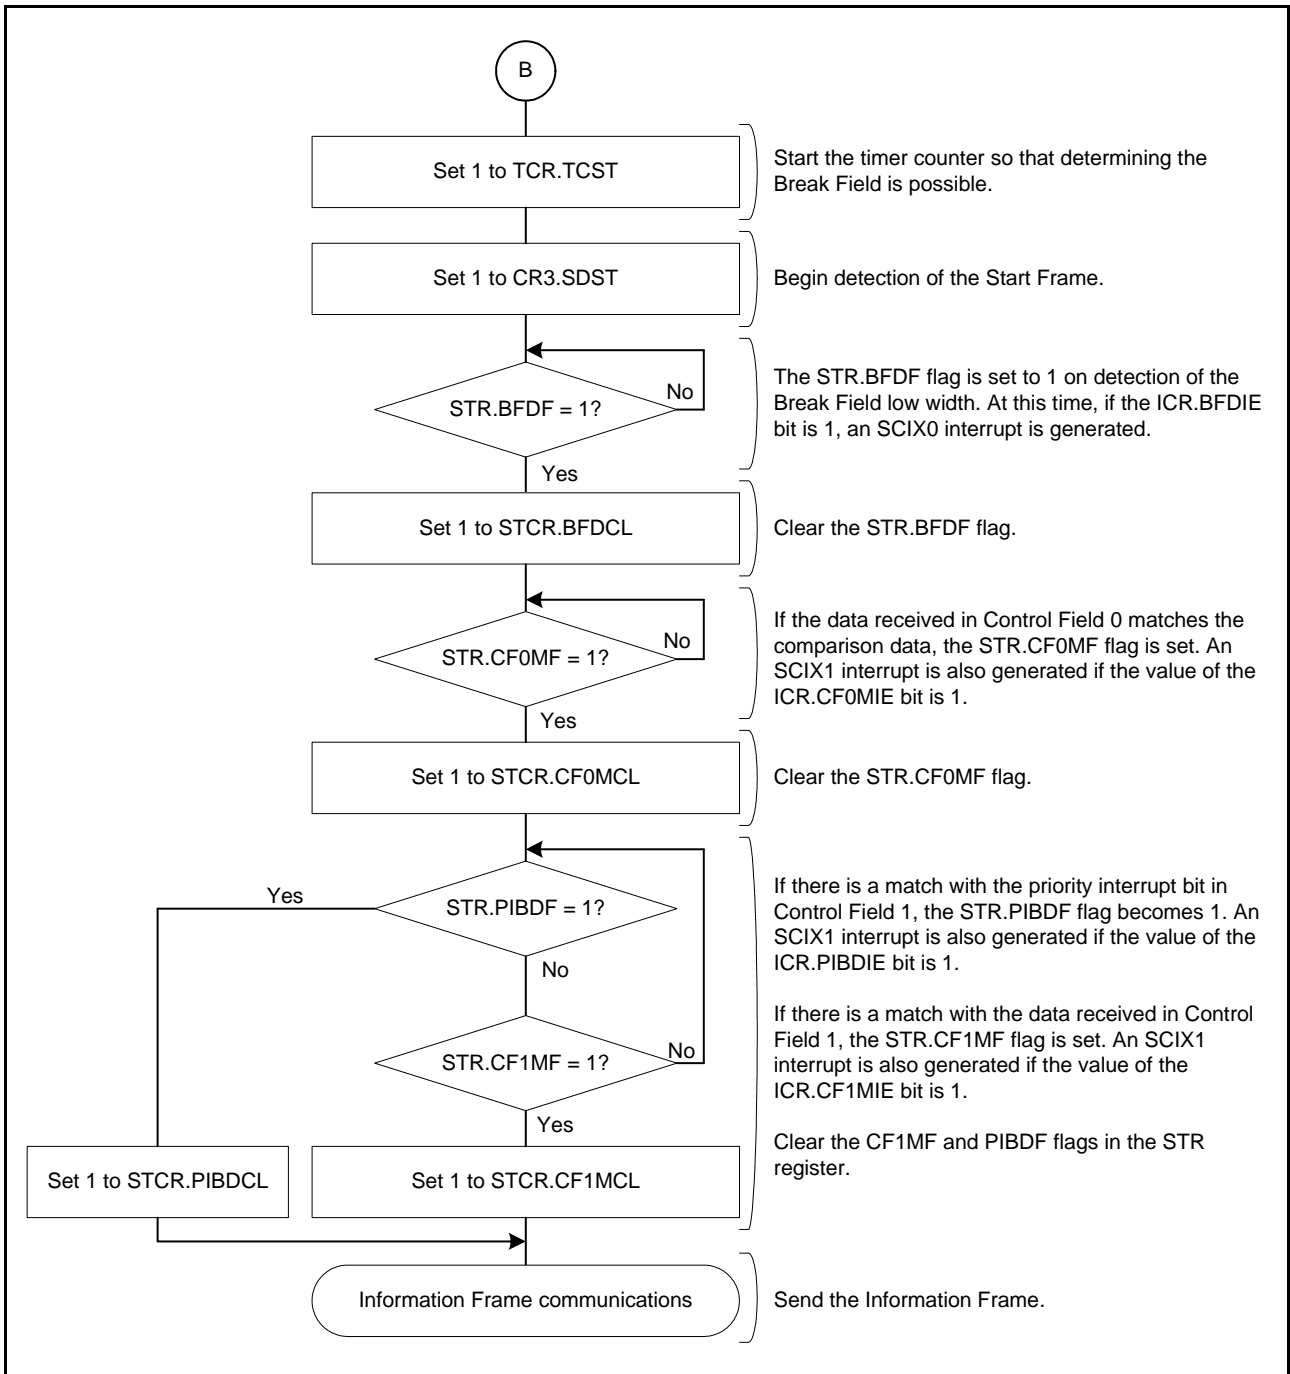 B
Set 1 to TCR.TCST
Start the timer counter so that determining the
Break Field is possible.
Set 1 to CR3.SDST
Begin detection of the Start Frame.
STR.BFDF = 1?
No
Yes
The STR.BFDF flag is set to 1 on detection of the
Break Field low width. At this time, if the ICR.BFDIE
bit is 1, an SCIX0 interrupt is generated.
Set 1 to STCR.BFDCL
Clear the STR.BFDF flag.
STR.CF0MF = 1?
No
Yes
If the data received in Control Field 0 matches the
comparison data, the STR.CF0MF flag is set. An
SCIX1 interrupt is also generated if the value of the
ICR.CF0MIE bit is 1.
Set 1 to STCR.CF0MCL
Clear the STR.CF0MF flag.
Yes
STR.PIBDF = 1?
No
If there is a match with the priority interrupt bit in
Control Field 1, the STR.PIBDF flag becomes 1. An
SCIX1 interrupt is also generated if the value of the
ICR.PIBDIE bit is 1.
STR.CF1MF = 1?
No
Yes
If there is a match with the data received in Control
Field 1, the STR.CF1MF flag is set. An SCIX1
interrupt is also generated if the value of the
ICR.CF1MIE bit is 1.
Set 1 to STCR.PIBDCL
Set 1 to STCR.CF1MCL
Clear the CF1MF and PIBDF flags in the STR
register.
Information Frame communications
Send the Information Frame.